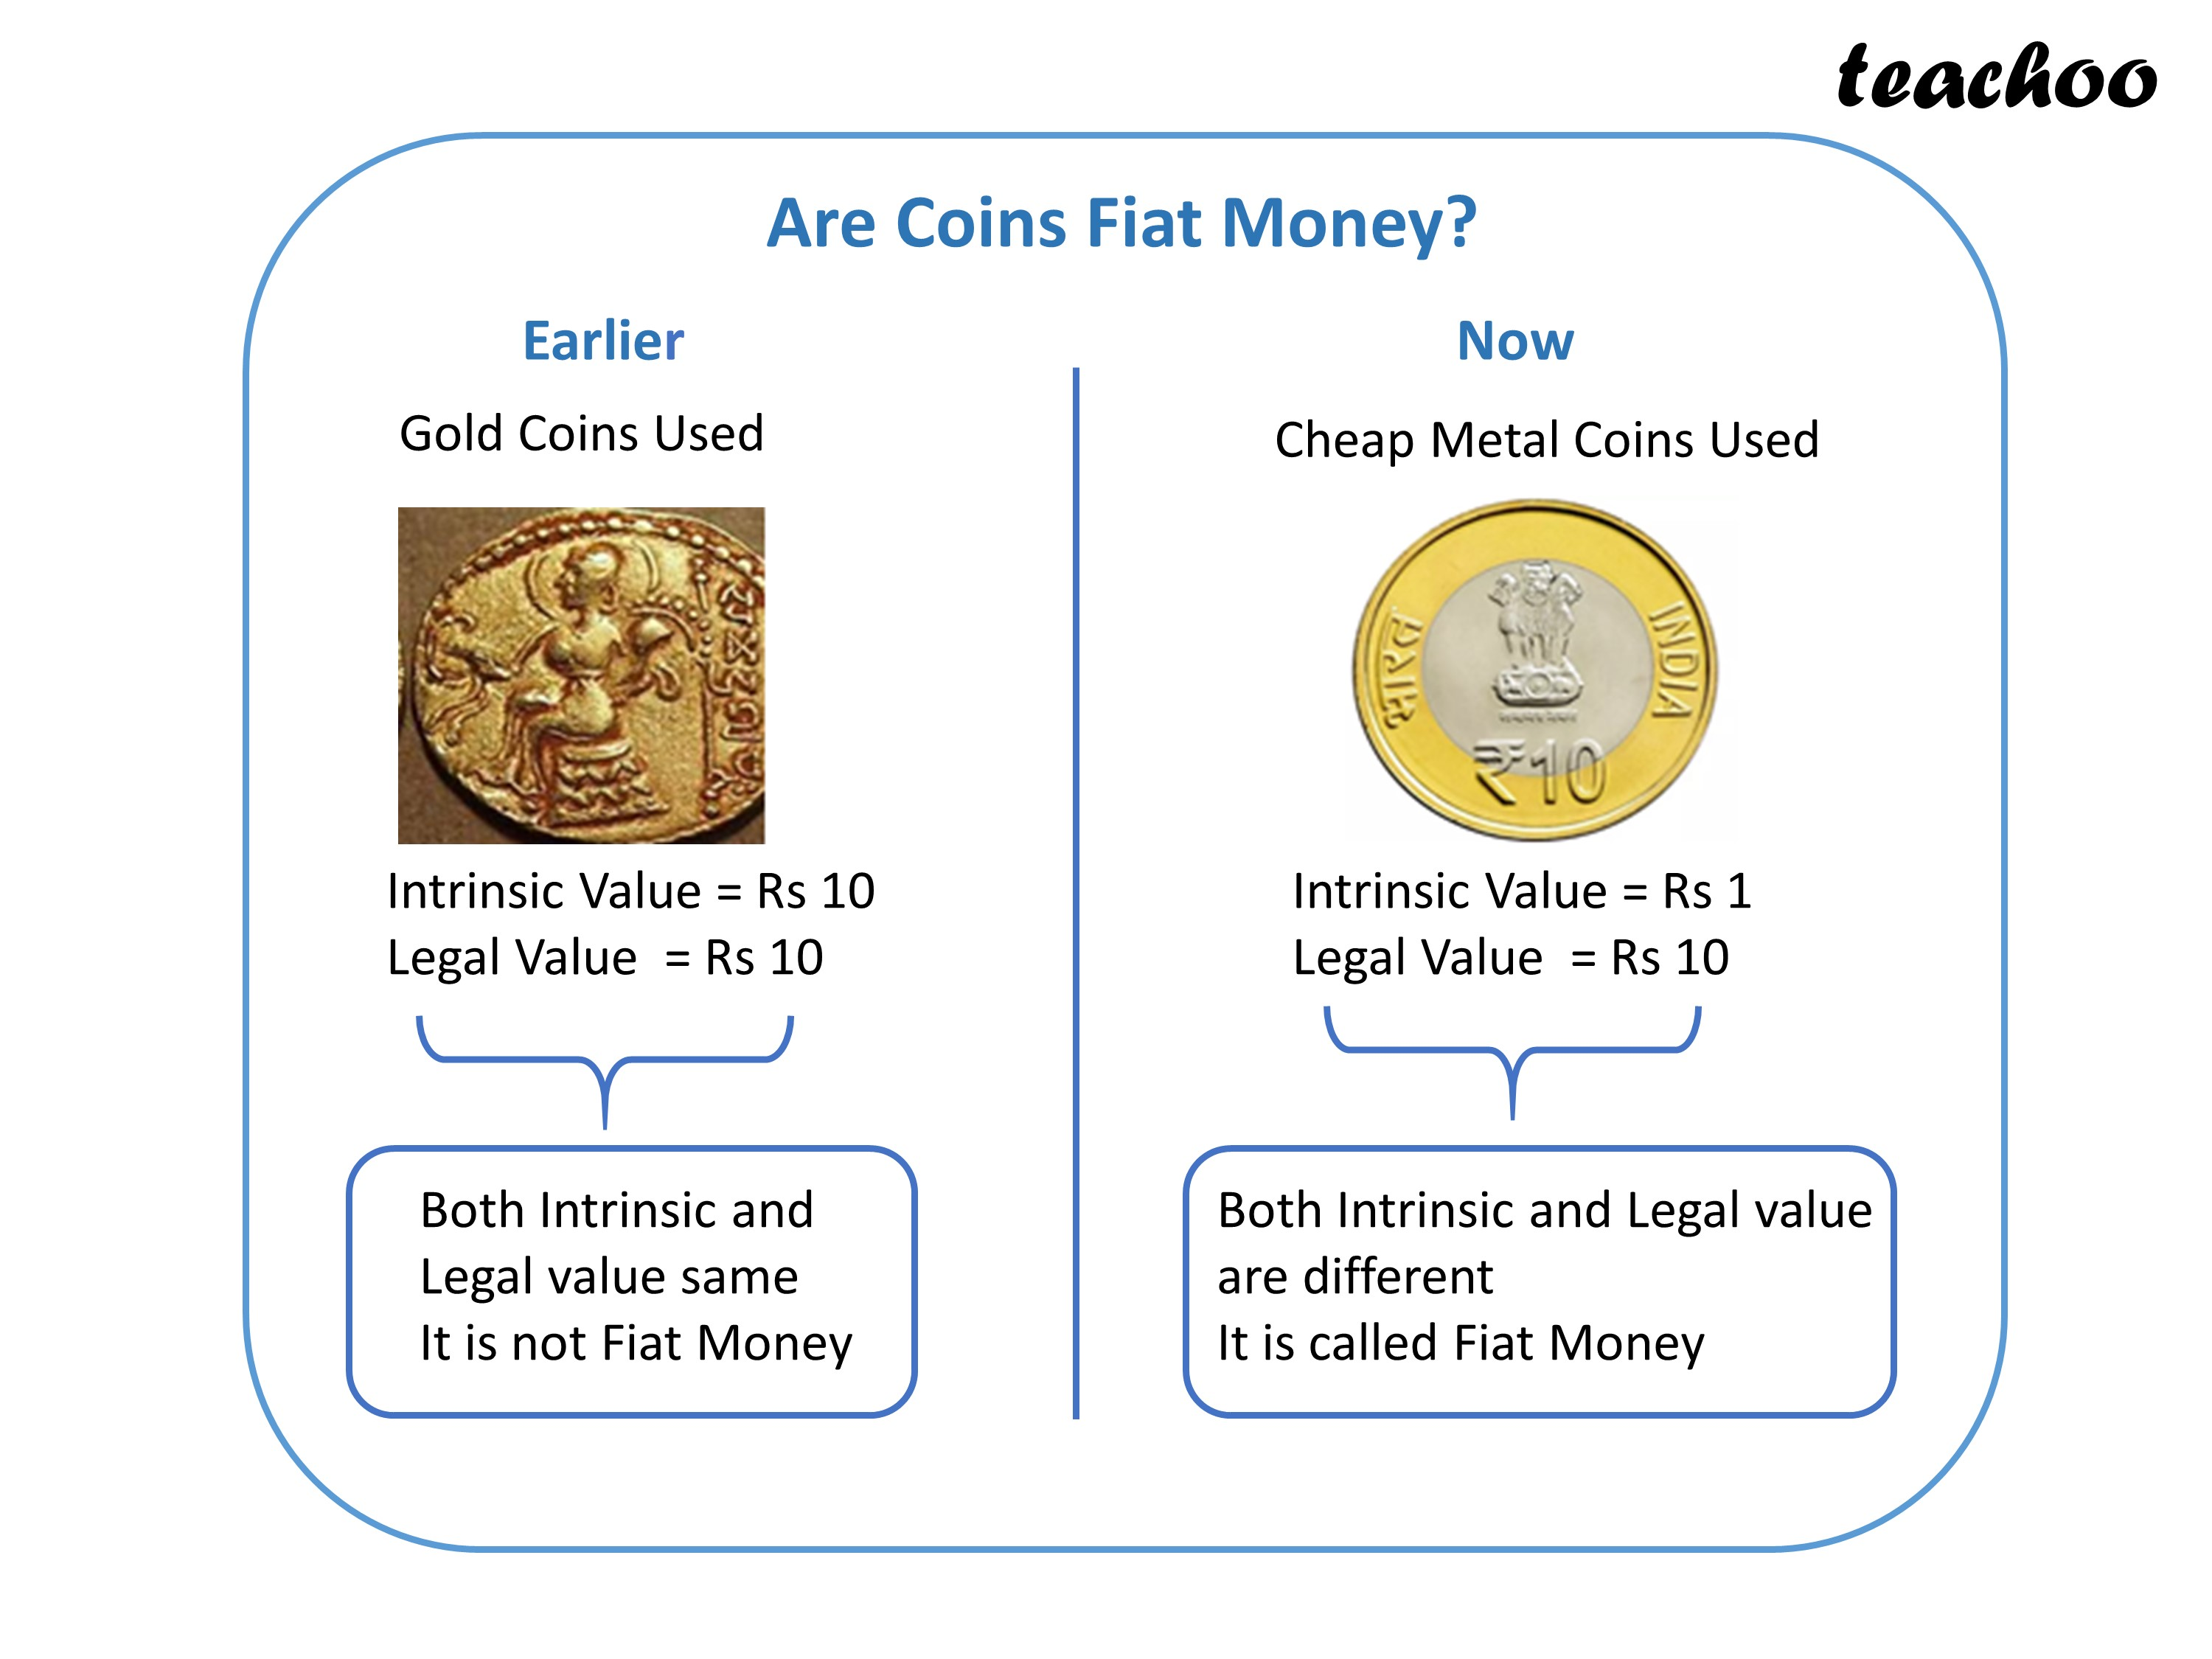 teachoo
Are Coins Fiat Money?
Earlier
Gold Coins Used
Intrinsic Value = Rs 10
Legal Value = Rs 10
Both Intrinsic and
Legal value same
It is not Fiat Money
Now
Cheap Metal Coins Used
भारत
INDIA
₹10
Intrinsic Value = Rs 1
Legal Value = Rs 10
Both Intrinsic and Legal value
are different
It is called Fiat Money